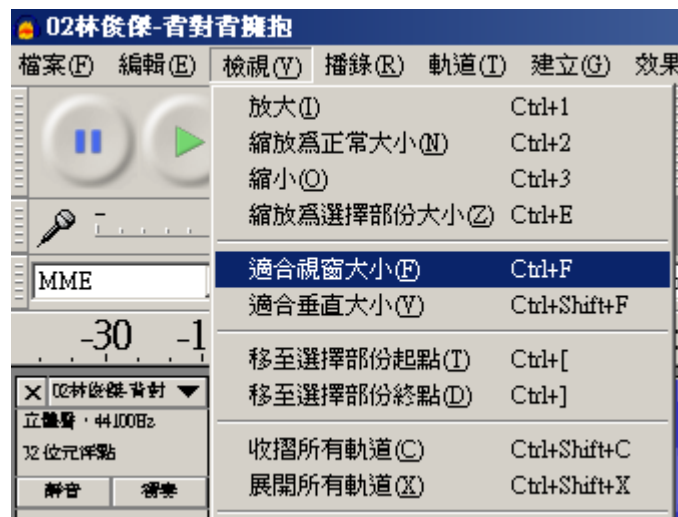 02林俊傑-背對背擁抱
檔案(F) 編輯(E) 檢視(V) 播錄(R) 軌道(T) 建立(G) 效果
放大(I) Ctrl+1
縮放為正常大小(N) Ctrl+2
縮小(O) Ctrl+3
縮放為選擇部份大小(Z) Ctrl+E
適合視窗大小(F) Ctrl+F
適合垂直大小(V) Ctrl+Shift+F
移至選擇部份起點(T) Ctrl+[
移至選擇部份終點(D) Ctrl+]
收摺所有軌道(C) Ctrl+Shift+C
展開所有軌道(X) Ctrl+Shift+X
MME
-30 -1
02林俊傑-背對
立體聲,44100Hz
32 位元浮點
靜音 獨奏